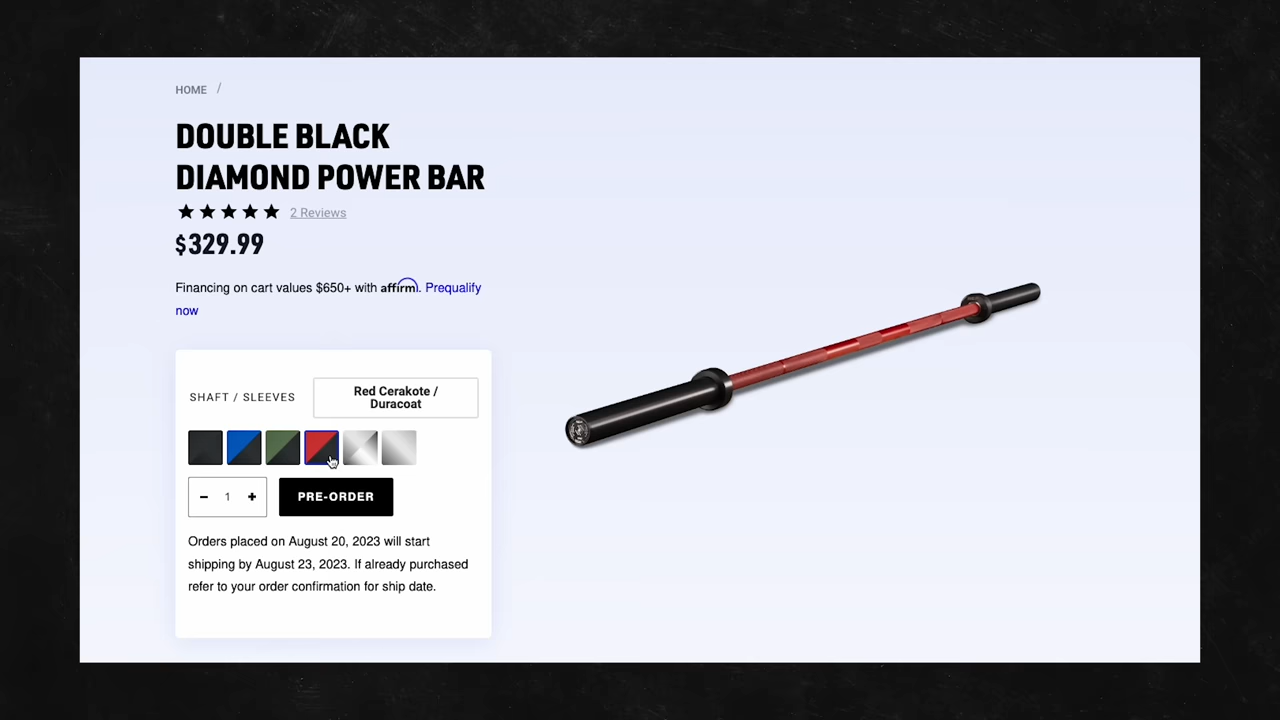 HOME /
DOUBLE BLACK
DIAMOND POWER BAR
2 Reviews
$329.99
Financing on cart values $650+ with affirm. Prequalify
now
SHAFT / SLEEVES
Red Cerakote /
Duracoat
- 1 +
PRE-ORDER
Orders placed on August 20, 2023 will start
shipping by August 23, 2023. If already purchased
refer to your order confirmation for ship date.